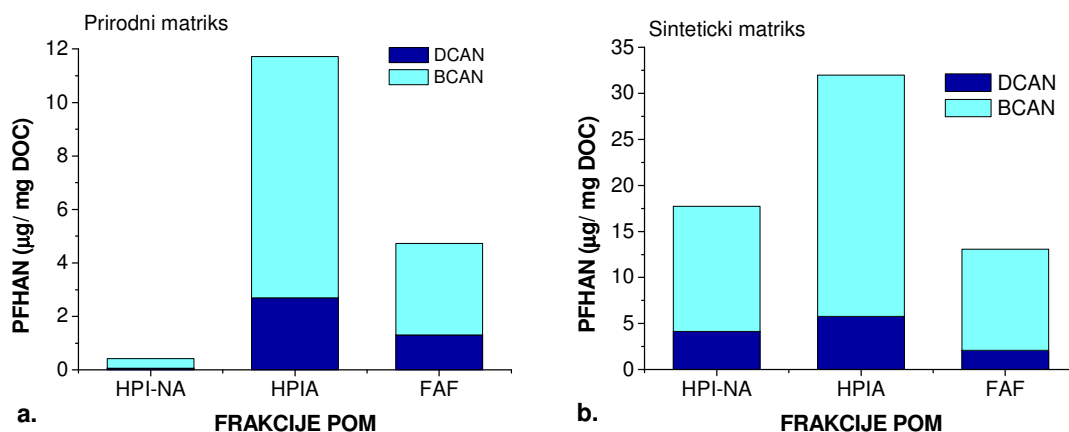 Prirodni matriks
PFHAN (µg/ mg DOC)
12
10
8
6
4
2
0
DCAN
BCAN
HPI-NA HPIA FAF
FRAKCIJE POM
a.
Sinteticki matriks
PFHAN (µg/ mg DOC)
35
30
25
20
15
10
5
0
DCAN
BCAN
HPI-NA HPIA FAF
FRAKCIJE POM
b.